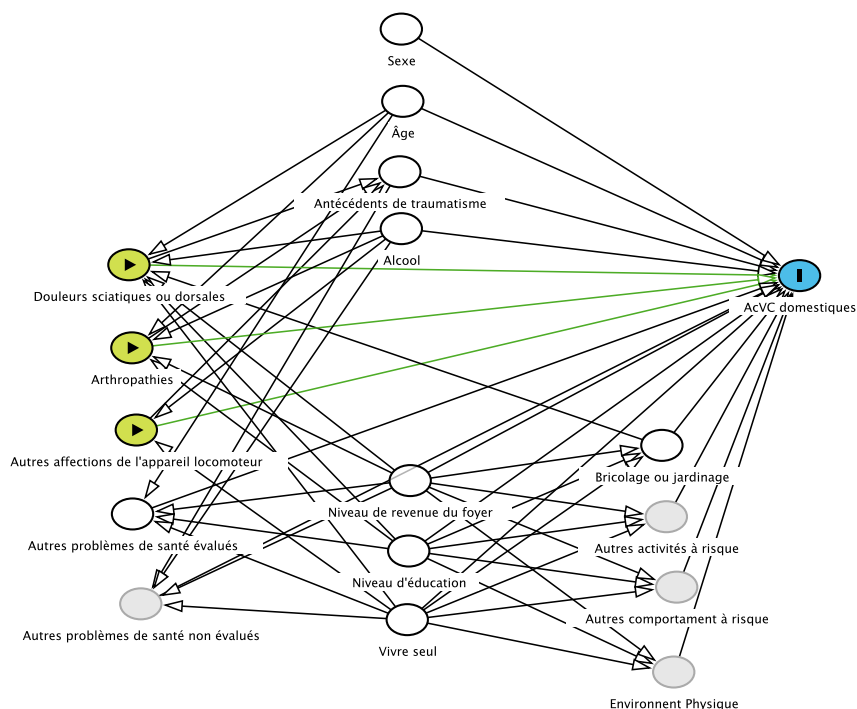 Sexe
Âge
Antécédents de traumatisme
Alcool
Douleurs sciatiques ou dorsales
AcVC domestiques
Arthropathies
Autres affections de l'appareil locomoteur
Bricolage ou jardinage
Niveau de revenue du foyer
Autres problèmes de santé évalués
Autres activités à risque
Niveau d'éducation
Autres comportament à risque
Autres problèmes de santé non évalués
Vivre seul
Environnent Physique